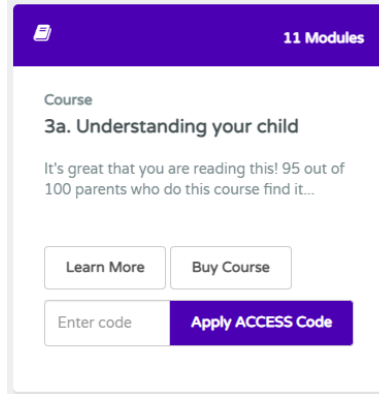 11 Modules
Course
3a. Understanding your child
It's great that you are reading this! 95 out of
100 parents who do this course find it...
Learn More
Buy Course
Enter code
Apply ACCESS Code